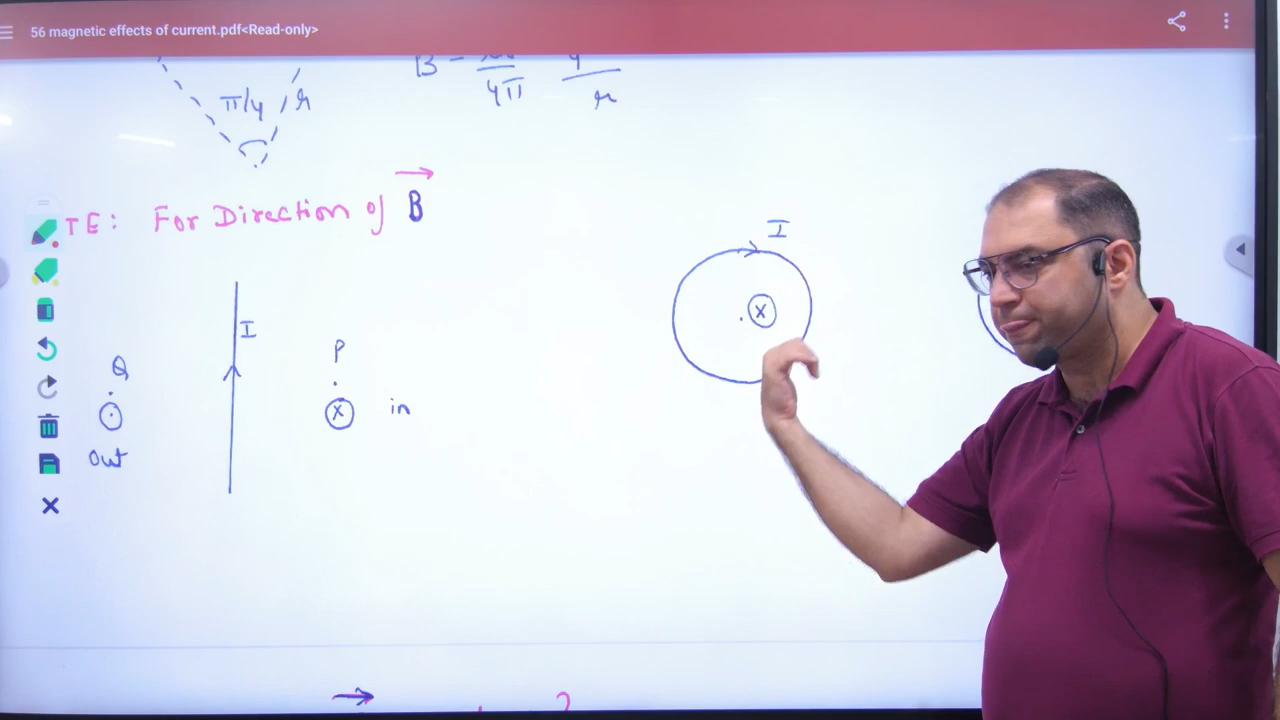 56 magnetic effects of current.pdf<Read-only>
π/4 r
B =
4π r
TE: For Direction of B
I
I
P
Q
x
x
in
Out